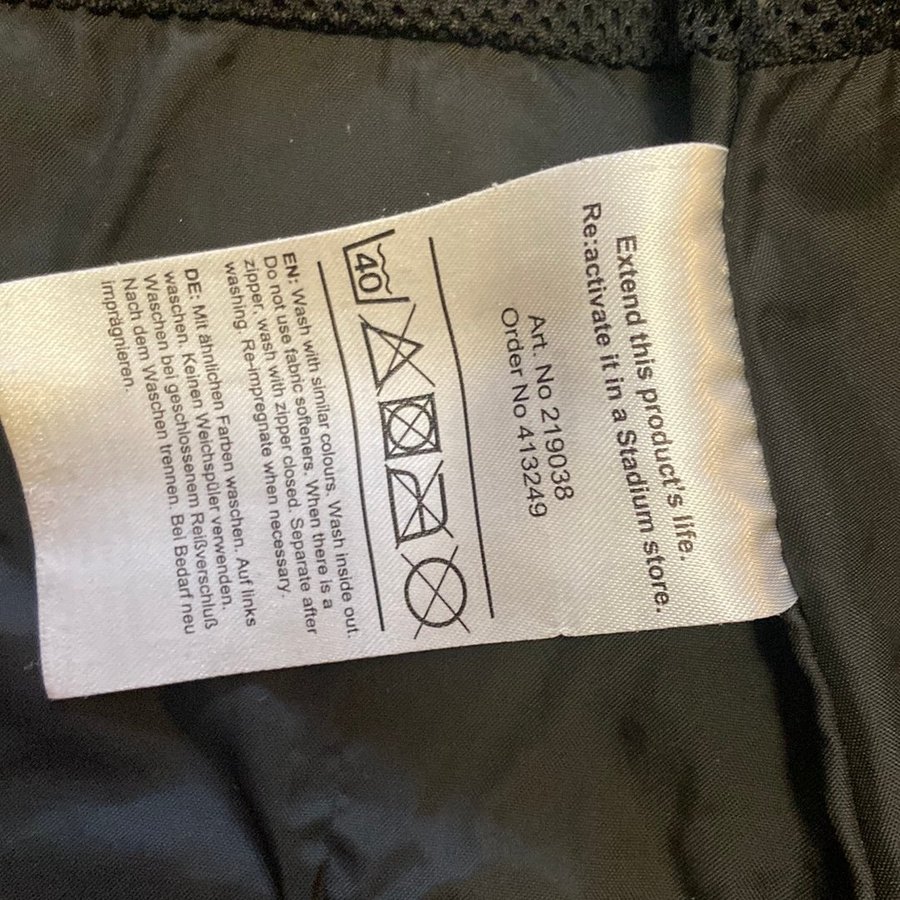 Extend this product's life.
Re:activate it in a Stadium store.
Art. No 219038
Order No 413249
40
EN: Wash with similar colours. Wash inside out.
Do not use fabric softeners. When there is a
zipper, wash with zipper closed. Separate after
washing. Re-impregnate when necessary.
DE: Mit ähnlichen Farben waschen. Auf links
waschen. Keinen Weichspüler verwenden.
Waschen bei geschlossenem Reißverschluß
Nach dem Waschen trennen. Bei Bedarf neu
imprägnieren.